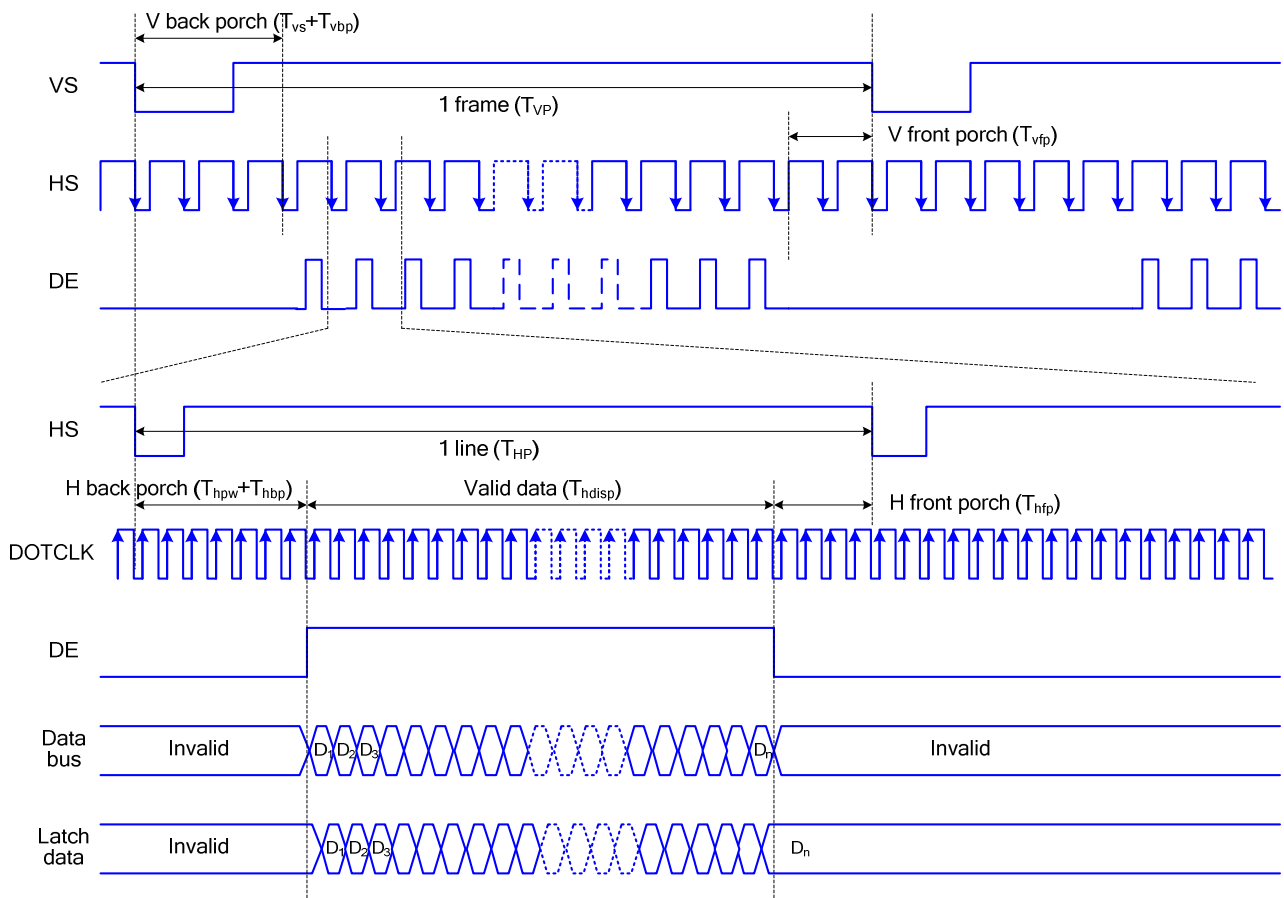 V back porch (Tvs+Tvbp)
VS
1 frame (TVP)
V front porch (Tvfp)
HS
DE
HS
1 line (THP)
H back porch (Thpw+Thbp)
Valid data (Thdisp)
H front porch (Thfp)
DOTCLK
DE
Data
bus
Invalid
D1 D2 D3
Dn
Invalid
Latch
data
Invalid
D1 D2 D3
Dn